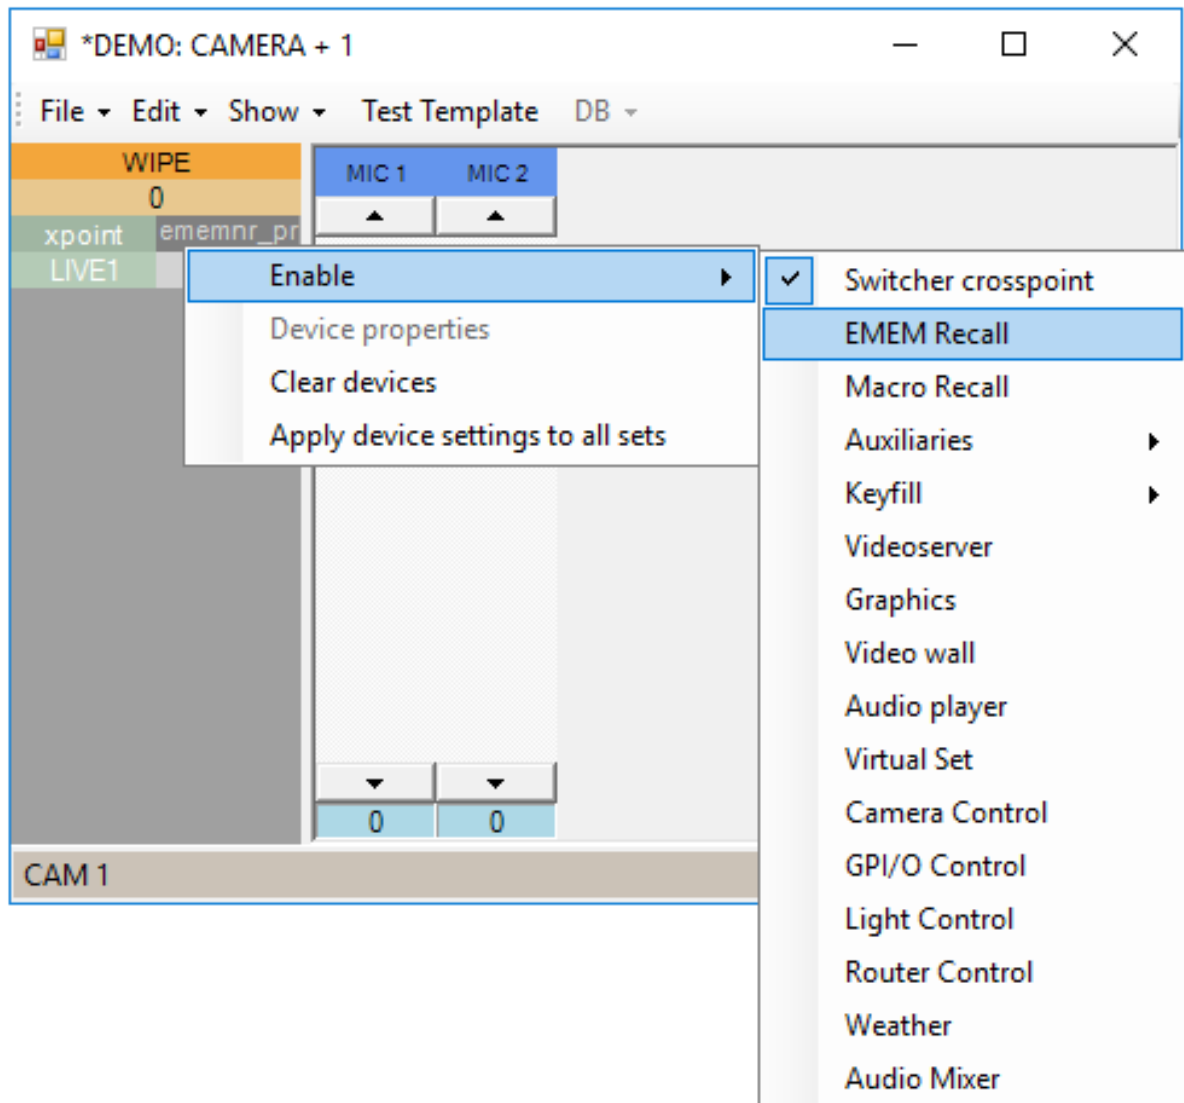 *DEMO: CAMERA + 1
File Edit Show Test Template DB
WIPE
0
xpoint ememnr_pr
LIVE1
MIC 1 MIC 2
Enable
Device properties
Clear devices
Apply device settings to all sets
Switcher crosspoint
EMEM Recall
Macro Recall
Auxiliaries
Keyfill
Videoserver
Graphics
Video wall
Audio player
Virtual Set
Camera Control
GPI/O Control
Light Control
Router Control
Weather
Audio Mixer
0 0
CAM 1